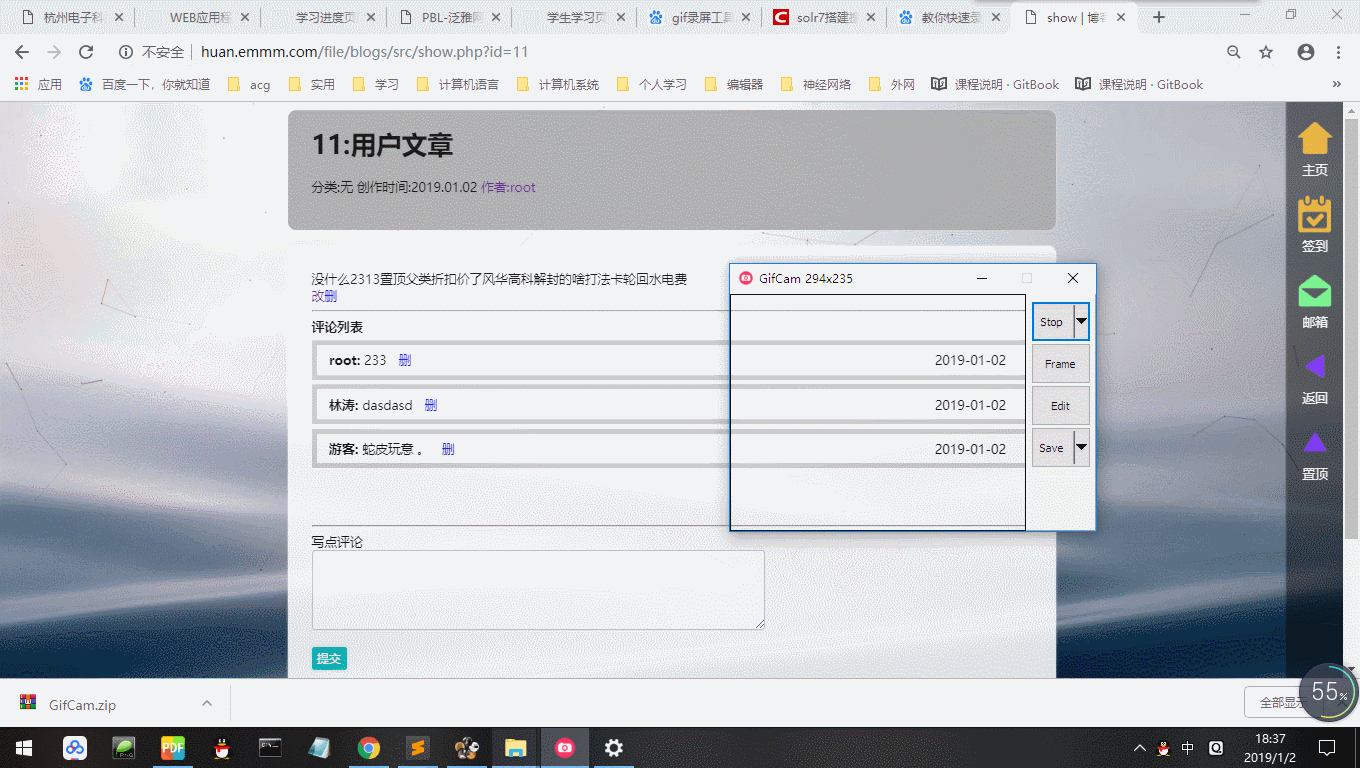 杭州电子科
WEB应用程
学习进度页
PBL-泛雅网
学生学习页
gif录屏工具
solr7搭建搜
教你快速录
show | 博客
不安全 huan.emmm.com/file/blogs/src/show.php?id=11
应用 百度一下，你就知道 acg 实用 学习 计算机语言 计算机系统 个人学习 编辑器 神经网络 外网 课程说明 · GitBook 课程说明 · GitBook »
11:用户文章
分类:无 创作时间:2019.01.02 作者:root
没什么2313置顶父类折扣价了风华高科解封的啥打法卡轮回水电费
改删
评论列表
root: 233 删 2019-01-02
林涛: dasdasd 删 2019-01-02
游客: 蛇皮玩意 。 删 2019-01-02
写点评论
提交
GifCam 294x235
Stop
Frame
Edit
Save
主页
签到
邮箱
返回
置顶
GifCam.zip
全部显示
55%
PNG
PDF
中
18:37
2019/1/2